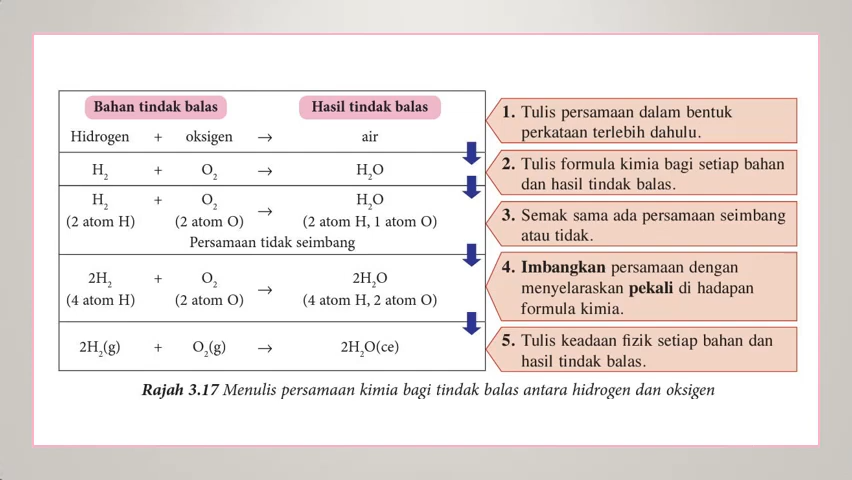 Bahan tindak balas Hasil tindak balas
Hidrogen + oksigen → air
H₂ + O₂ → H₂O
H₂ + O₂ → H₂O
(2 atom H) (2 atom O) (2 atom H, 1 atom O)
Persamaan tidak seimbang
2H₂ + O₂ → 2H₂O
(4 atom H) (2 atom O) (4 atom H, 2 atom O)
2H₂(g) + O₂(g) → 2H₂O(ce)
1. Tulis persamaan dalam bentuk
perkataan terlebih dahulu.
2. Tulis formula kimia bagi setiap bahan
dan hasil tindak balas.
3. Semak sama ada persamaan seimbang
atau tidak.
4. Imbangkan persamaan dengan
menyelaraskan pekali di hadapan
formula kimia.
5. Tulis keadaan fizik setiap bahan dan
hasil tindak balas.
Rajah 3.17 Menulis persamaan kimia bagi tindak balas antara hidrogen dan oksigen